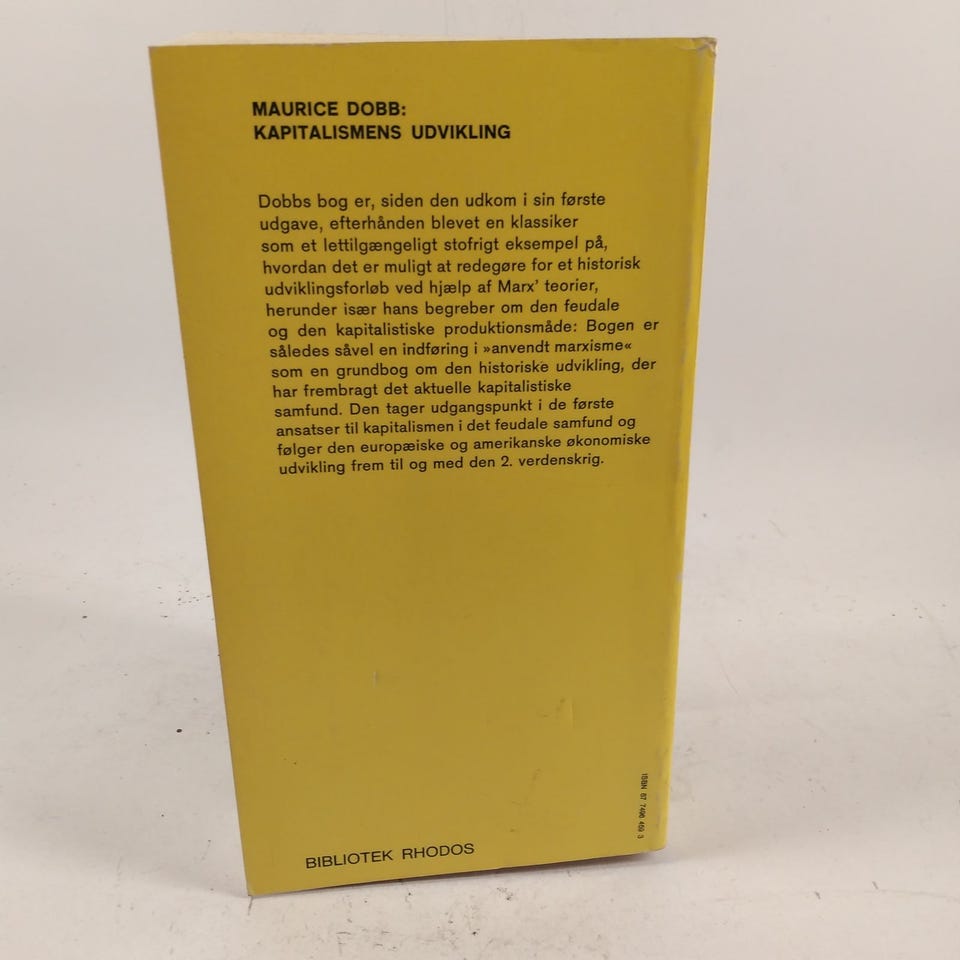 MAURICE DOBB:
KAPITALISMENS UDVIKLING
Dobbs bog er, siden den udkom i sin første
udgave, efterhånden blevet en klassiker
som et lettilgængeligt stofrigt eksempel på,
hvordan det er muligt at redegøre for et historisk
udviklingsforløb ved hjælp af Marx' teorier,
herunder især hans begreber om den feudale
og den kapitalistiske produktionsmåde: Bogen er
således såvel en indføring i »anvendt marxisme«
som en grundbog om den historiske udvikling, der
har frembragt det aktuelle kapitalistiske
samfund. Den tager udgangspunkt i de første
ansatser til kapitalismen i det feudale samfund og
følger den europæiske og amerikanske økonomiske
udvikling frem til og med den 2. verdenskrig.
ISBN 87 7496 459 3
BIBLIOTEK RHODOS